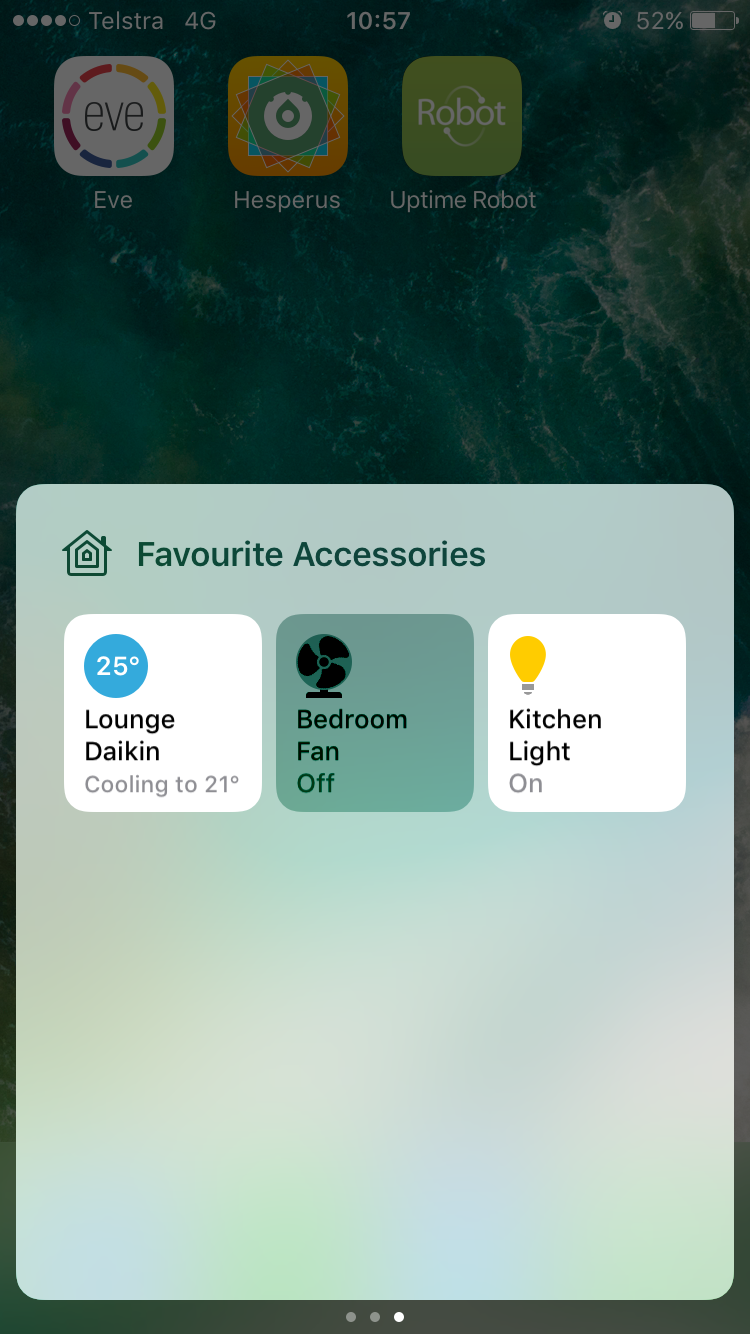 Telstra 4G 10:57 52%
eve Robot
Eve Hesperus Uptime Robot
Favourite Accessories
25°
Lounge
Daikin
Cooling to 21°
Bedroom
Fan
Off
Kitchen
Light
On